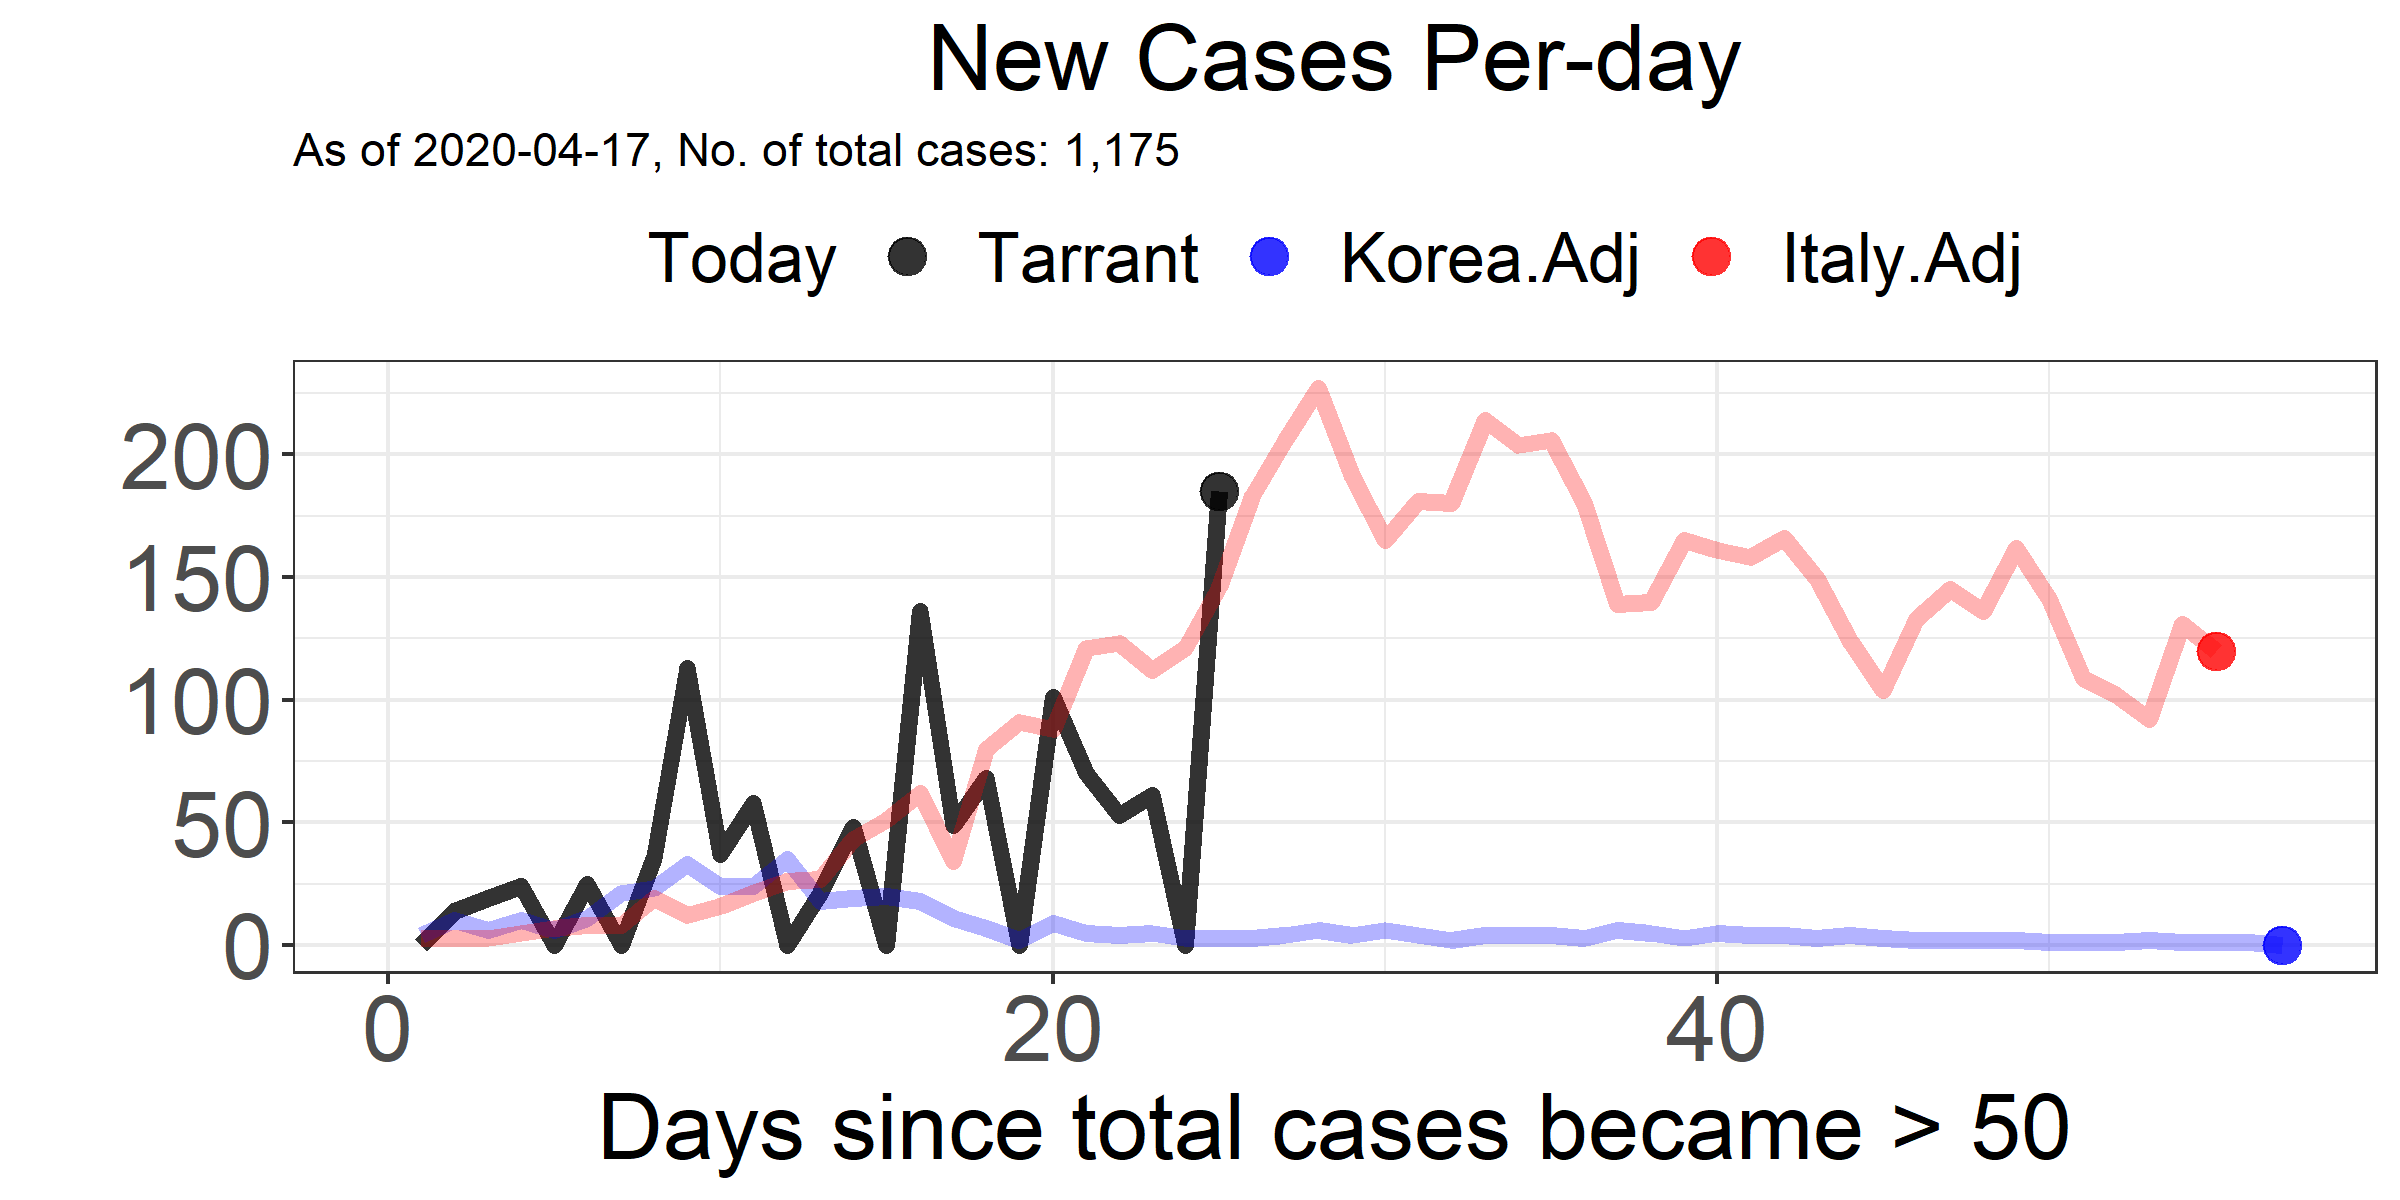 New Cases Per-day
As of 2020-04-17, No. of total cases: 1,175
Today Tarrant Korea.Adj Italy.Adj
200
150
100
50
0
0 20 40
Days since total cases became > 50